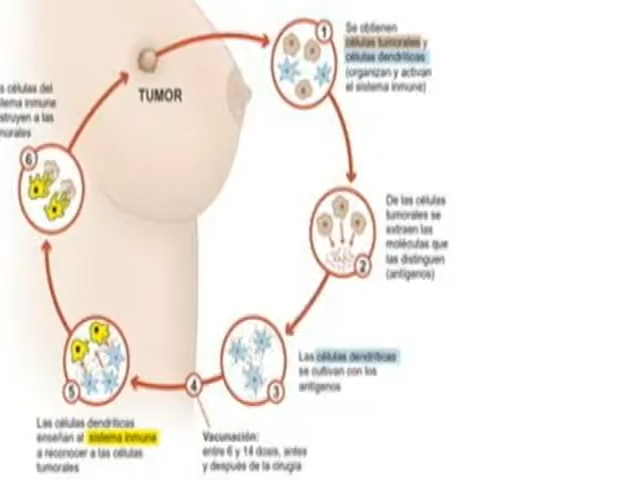 1
Se obtienen
células tumorales y
células dendríticas
(organizan y activan
el sistema inmune)
TUMOR
s células del
tema inmune
struyen a las
morales
6
De las células
tumorales se
extraen las
moléculas que
las distinguen
(antígenos)
2
Las células dendríticas
se cultivan con los
antígenos
3
4
5
Las células dendríticas
enseñan al sistema inmune
a reconocer a las células
tumorales
Vacunación:
entre 6 y 14 dosis, antes
y después de la cirugía